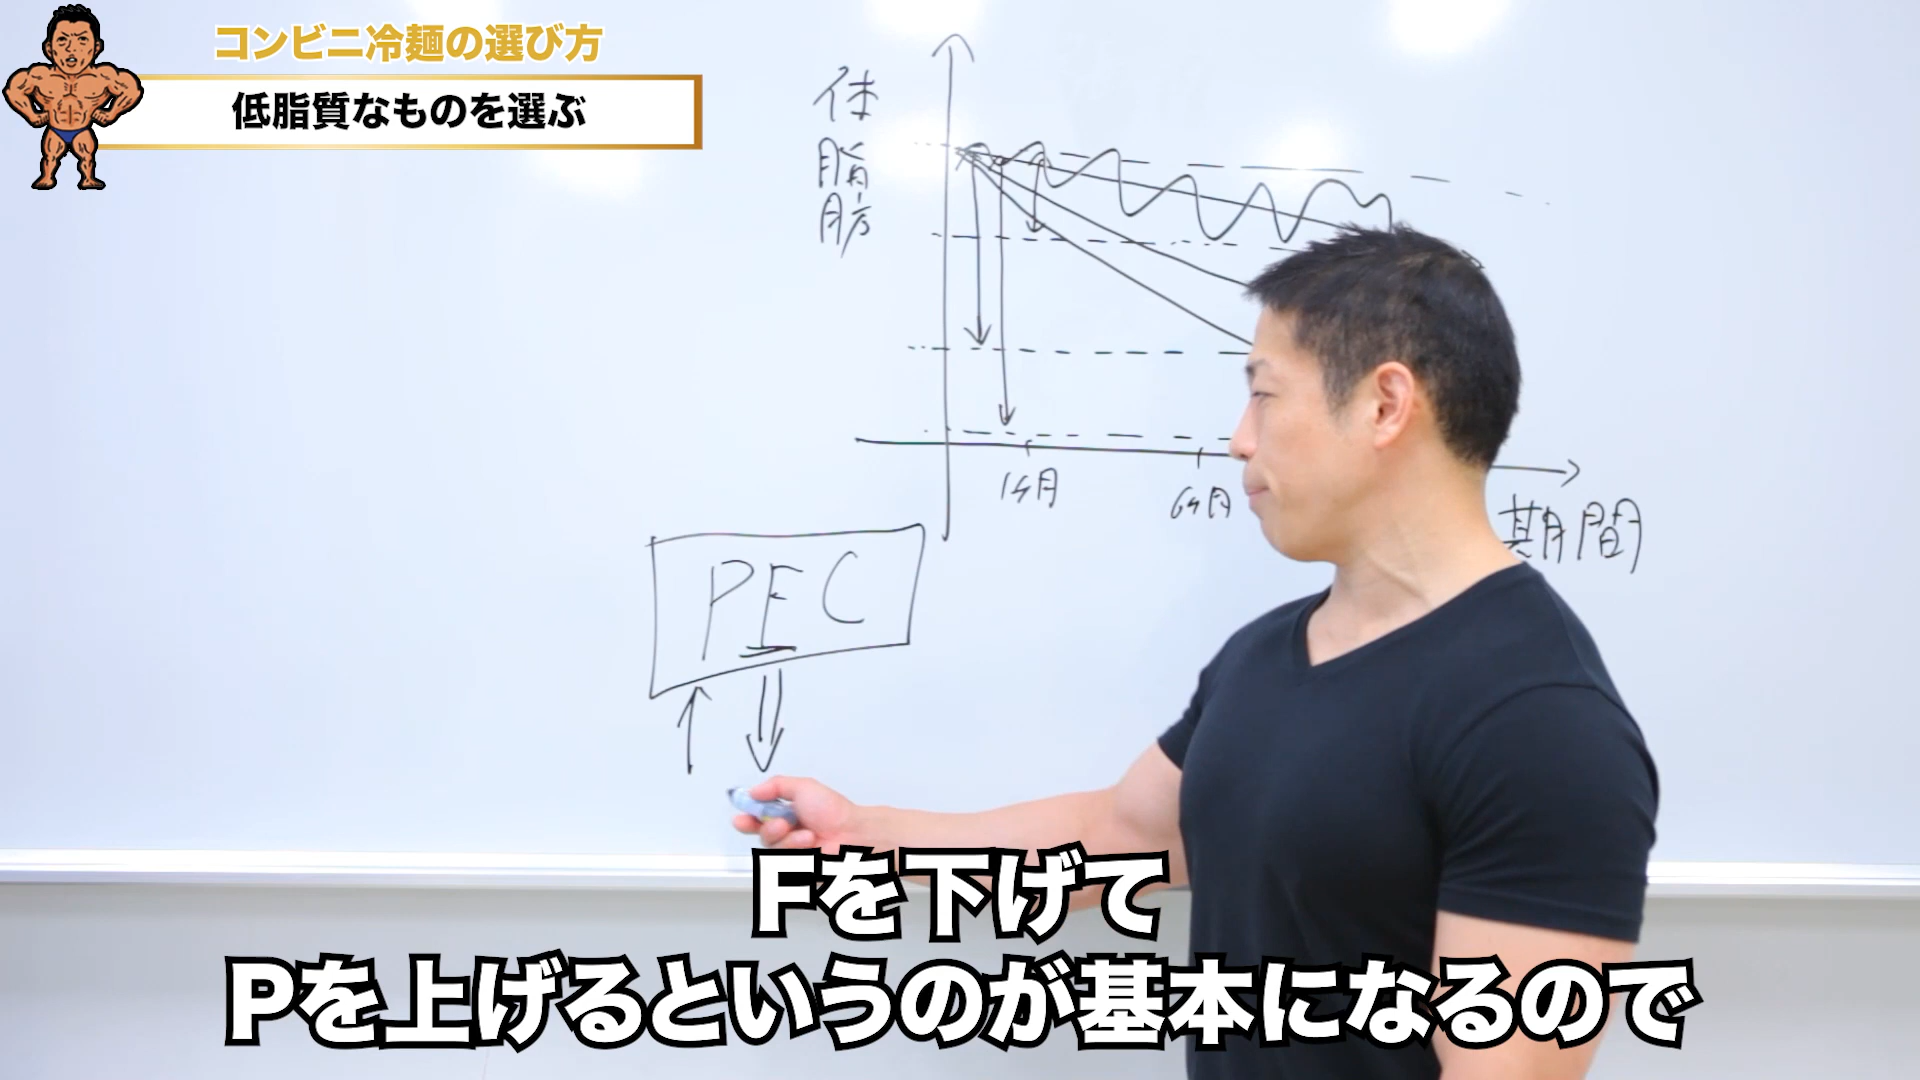 コンビニ冷麺の選び方
低脂質なものを選ぶ
体脂肪
1ヶ月
6ヶ月
期間
PFC
Fを下げて
Pを上げるというのが基本になるので